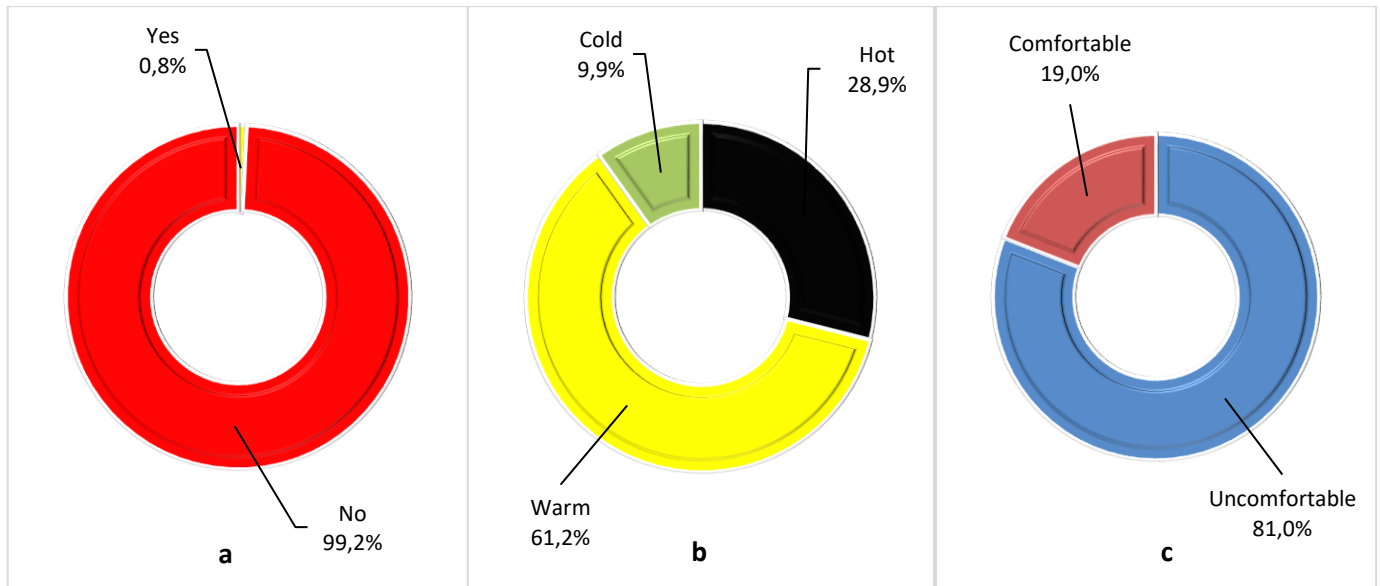 Yes
0,8%
No
99,2%
a
Cold
9,9%
Hot
28,9%
Warm
61,2%
b
Comfortable
19,0%
Uncomfortable
81,0%
c